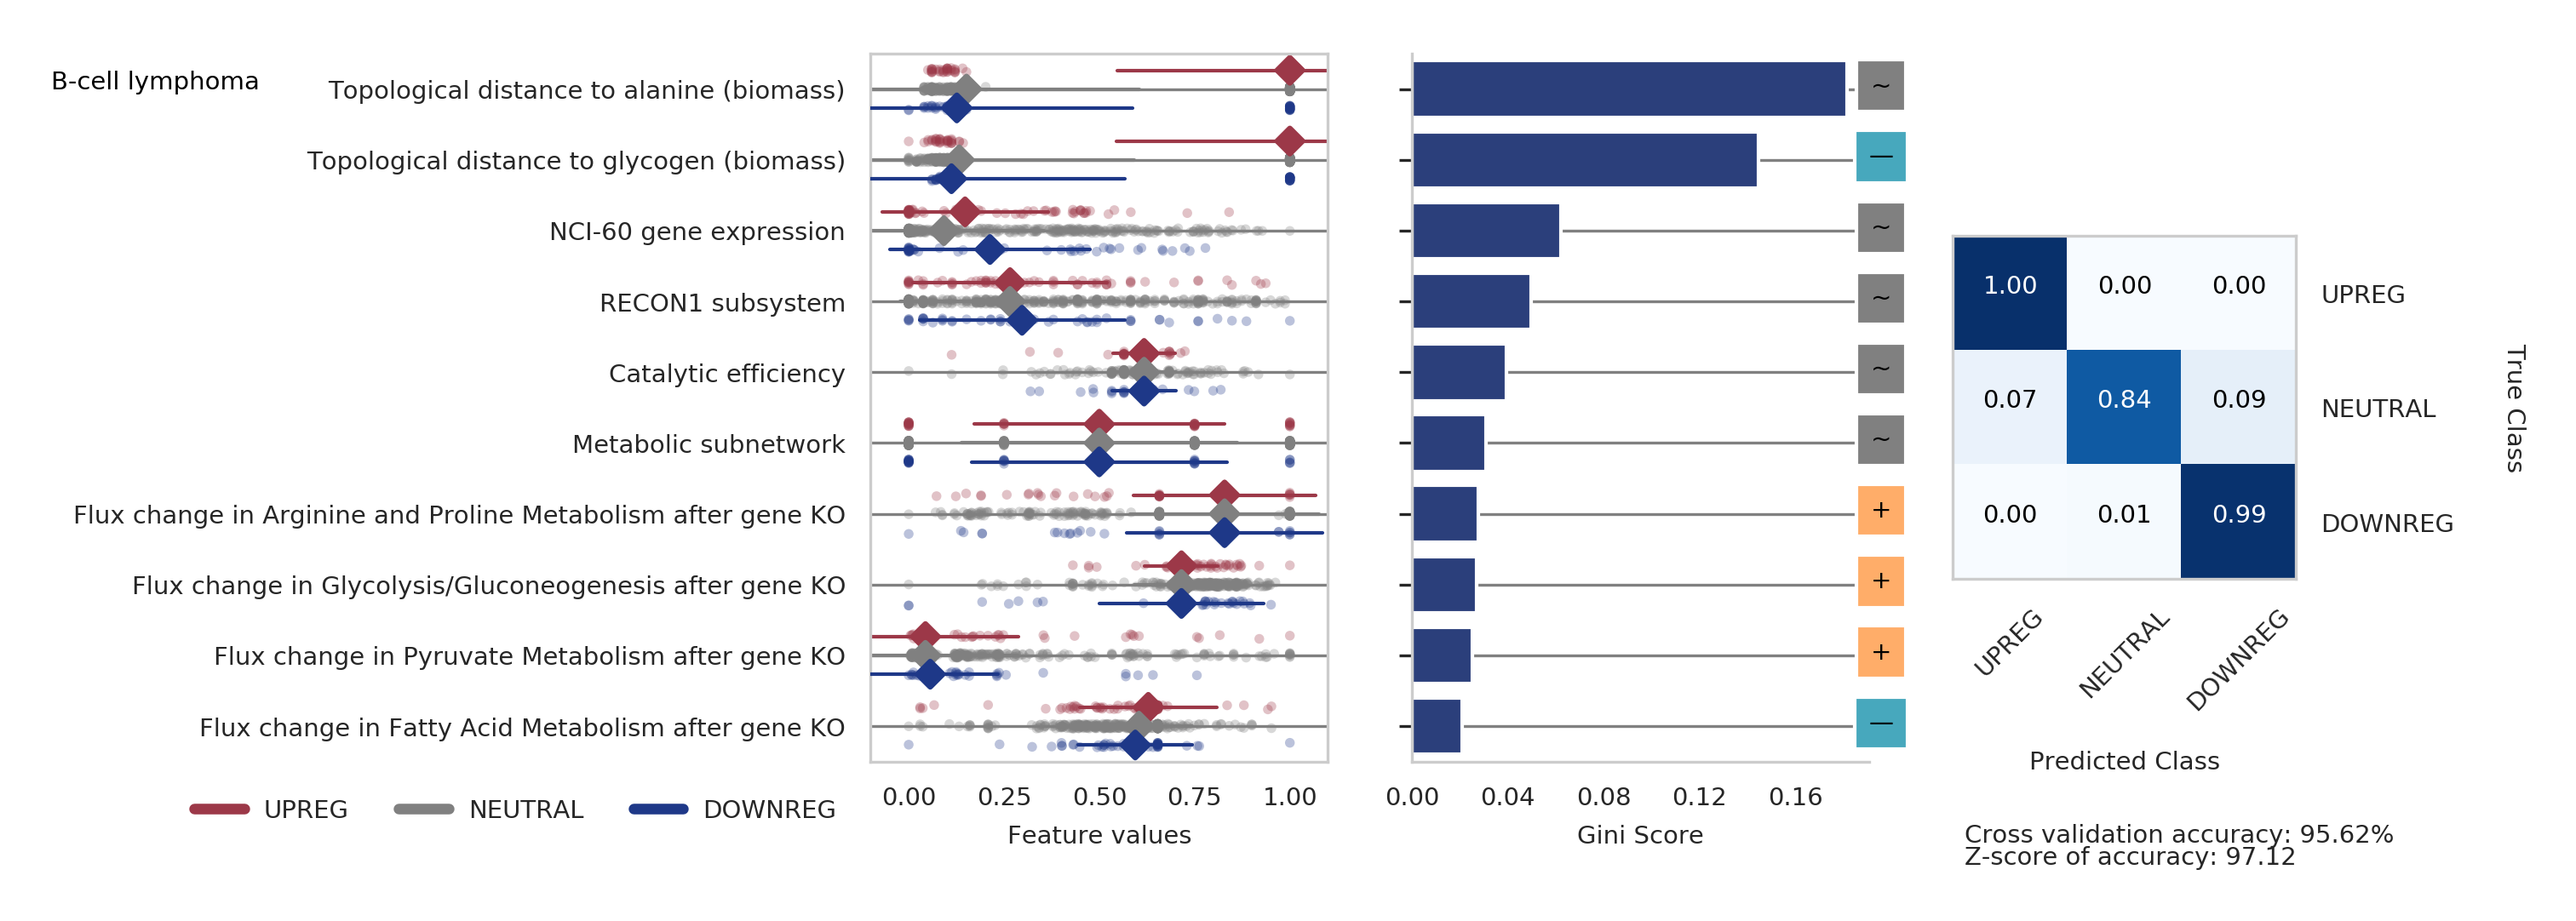 B-cell lymphoma
Topological distance to alanine (biomass)
Topological distance to glycogen (biomass)
NCI-60 gene expression
RECON1 subsystem
Catalytic efficiency
Metabolic subnetwork
Flux change in Arginine and Proline Metabolism after gene KO
Flux change in Glycolysis/Gluconeogenesis after gene KO
Flux change in Pyruvate Metabolism after gene KO
Flux change in Fatty Acid Metabolism after gene KO
UPREG NEUTRAL DOWNREG
0.00 0.25 0.50 0.75 1.00
Feature values
~
—
~
~
~
~
+
+
+
—
0.00 0.04 0.08 0.12 0.16
Gini Score
1.00 0.00 0.00 UPREG
0.07 0.84 0.09 NEUTRAL
0.00 0.01 0.99 DOWNREG
True Class
UPREG NEUTRAL DOWNREG
Predicted Class
Cross validation accuracy: 95.62%
Z-score of accuracy: 97.12